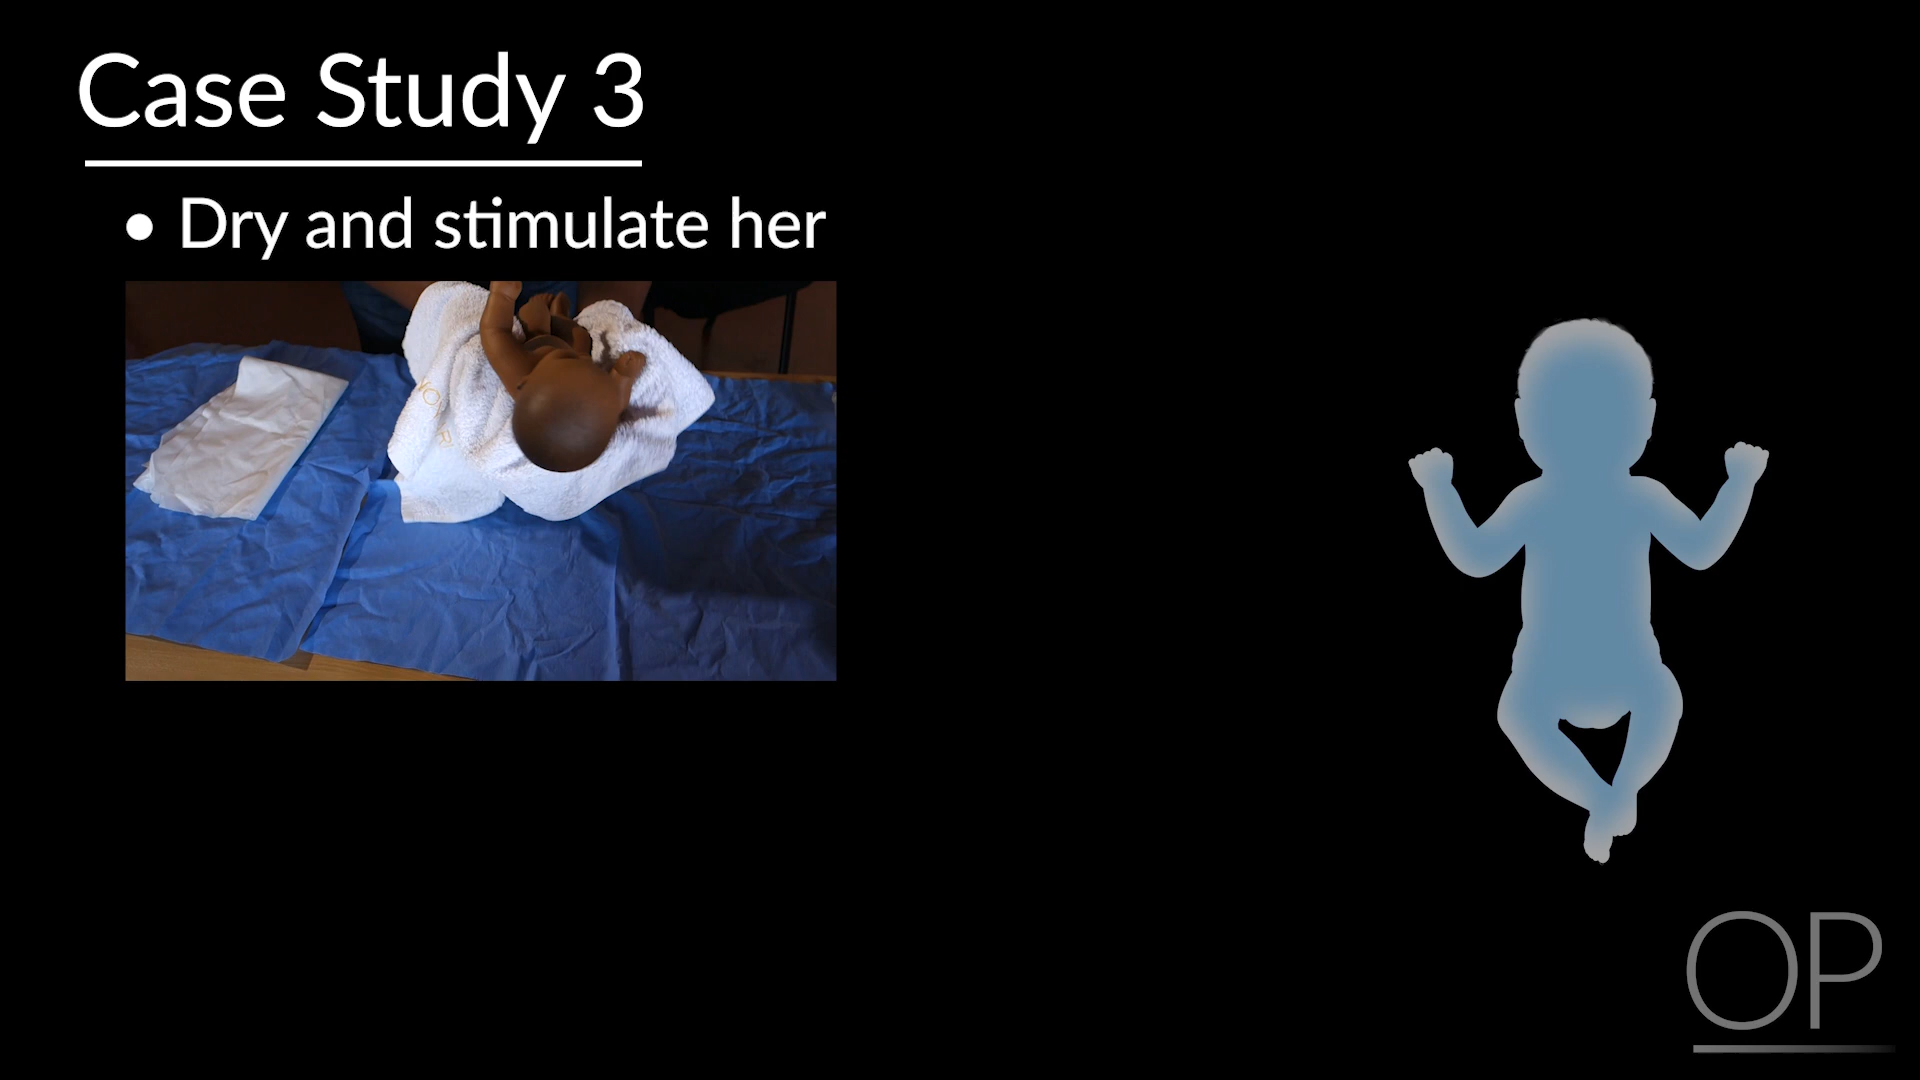 Case Study 3
• Dry and stimulate her
OP